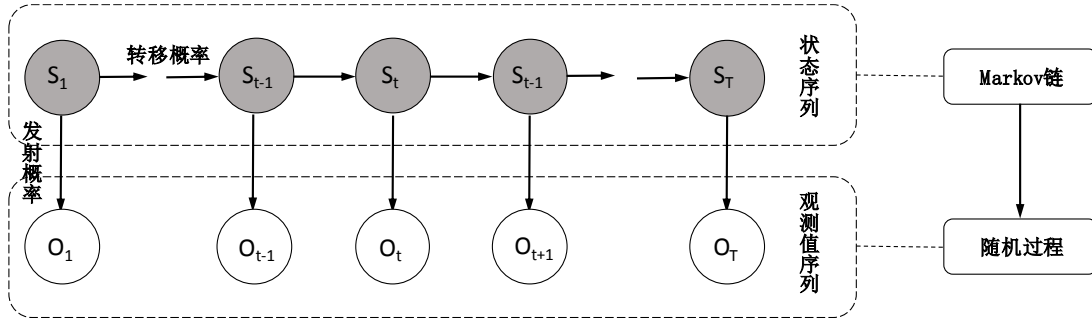 转移概率
S1
St-1
St
St-1
ST
状态序列
Markov链
发射概率
O1
Ot-1
Ot
Ot+1
OT
观测值序列
随机过程